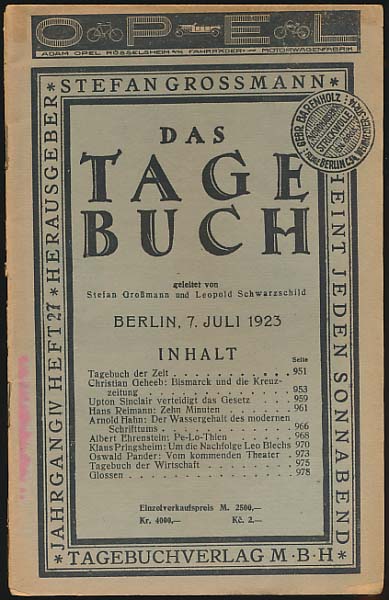 OPEL
ADAM OPEL RÜSSELSHEIM A/M FAHRRÄDER- UND MOTORWAGENFABRIK
*STEFAN GROSSMANN*
JAHRGANG IV HEFT 27 * HERAUSGEBER
HEINT JEDEN SONNABEND
GEBR. BARENHOLZ
STRICKWOLLE
BERLIN
DAS
TAGE
BUCH
geleitet von
Stefan Großmann und Leopold Schwarzschild
BERLIN, 7. JULI 1923
INHALT
Seite
Tagebuch der Zeit . . . . . . . . . . 951
Christian Geheeb: Bismarck und die Kreuz-
zeitung . . . . . . . . . . 953
Upton Sinclair verteidigt das Gesetz . . . 959
Hans Reimann: Zehn Minuten . . . . . 961
Arnold Hahn: Der Wassergehalt des modernen
Schrifttums . . . . . . . . . 966
Albert Ehrenstein: Pe-Lo-Thien . . . . 968
Klaus Pringsheim: Um die Nachfolge Leo Blechs 970
Oswald Pander: Vom kommenden Theater . 973
Tagebuch der Wirtschaft . . . . . . . 975
Glossen . . . . . . . . . . . 978
Einzelverkaufspreis M. 2500,—
Kr. 4000,— Kč. 2.—
*TAGEBUCHVERLAG M·B·H*